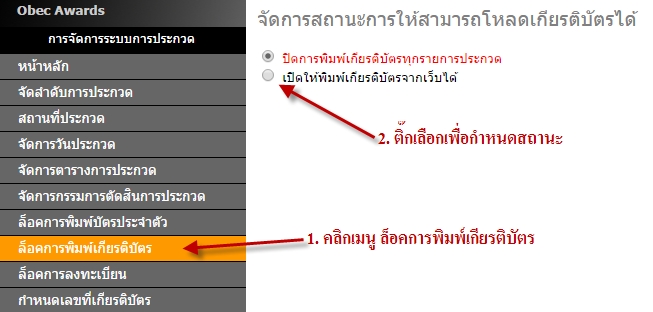 Obec Awards
การจัดการระบบการประกวด
หน้าหลัก
จัดลำดับการประกวด
สถานที่ประกวด
จัดการวันประกวด
จัดการตารางการประกวด
จัดการกรรมการตัดสินการประกวด
ล็อคการพิมพ์บัตรประจำตัว
ล็อคการพิมพ์เกียรติบัตร
ล็อคการลงทะเบียน
กำหนดเลขที่เกียรติบัตร
จัดการสถานะการให้สามารถโหลดเกียรติบัตรได้
ปิดการพิมพ์เกียรติบัตรทุกรายการประกวด
เปิดให้พิมพ์เกียรติบัตรจากเว็บได้
2. ติ๊กเลือกเพื่อกำหนดสถานะ
1. คลิกเมนู ล็อคการพิมพ์เกียรติบัตร